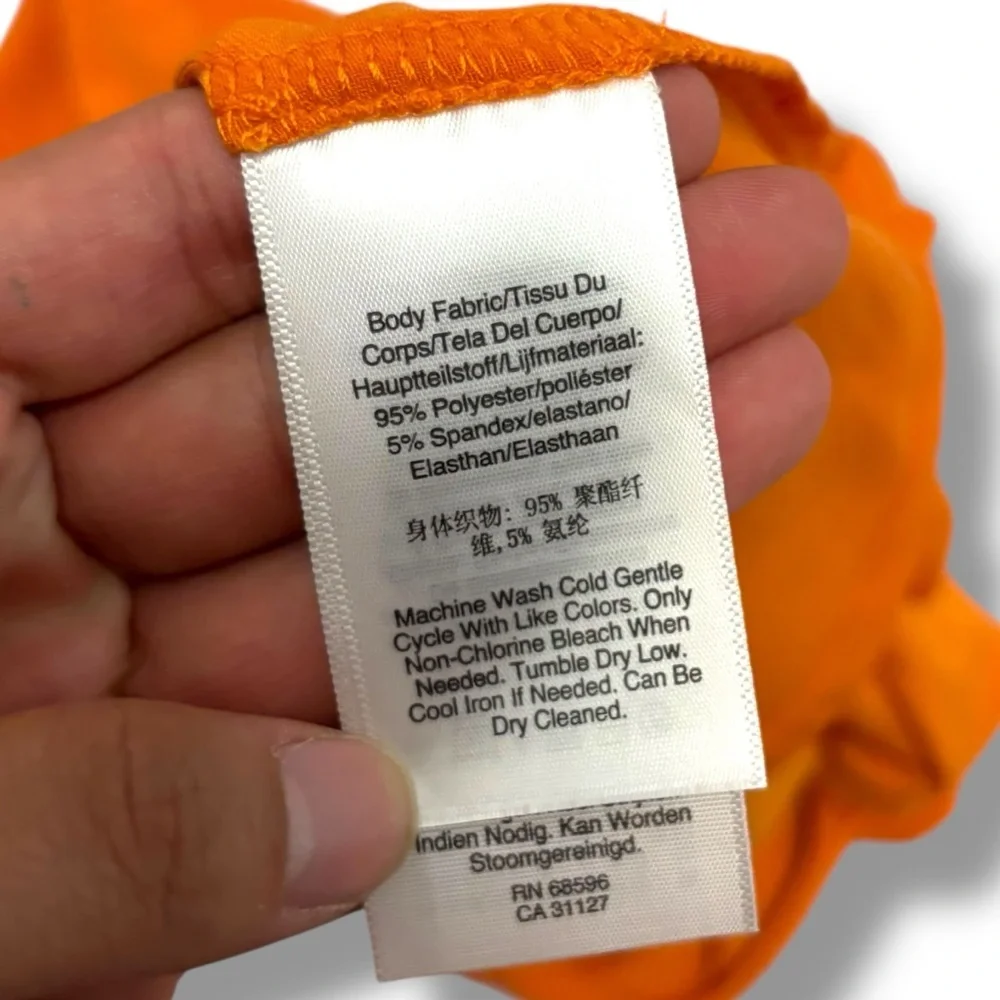 Body Fabric/Tissu Du
Corps/Tela Del Cuerpo/
Hauptteilstoff/Lijfmateriaal:
95% Polyester/poliéster
5% Spandex/elastano/
Elasthan/Elasthaan
身体织物: 95% 聚酯纤
维,5% 氨纶
Machine Wash Cold Gentle
Cycle With Like Colors. Only
Non-Chlorine Bleach When
Needed. Tumble Dry Low.
Cool Iron If Needed. Can Be
Dry Cleaned.
Indien Nodig. Kan Worden
Stoomgereinigd.
RN 68596
CA 31127